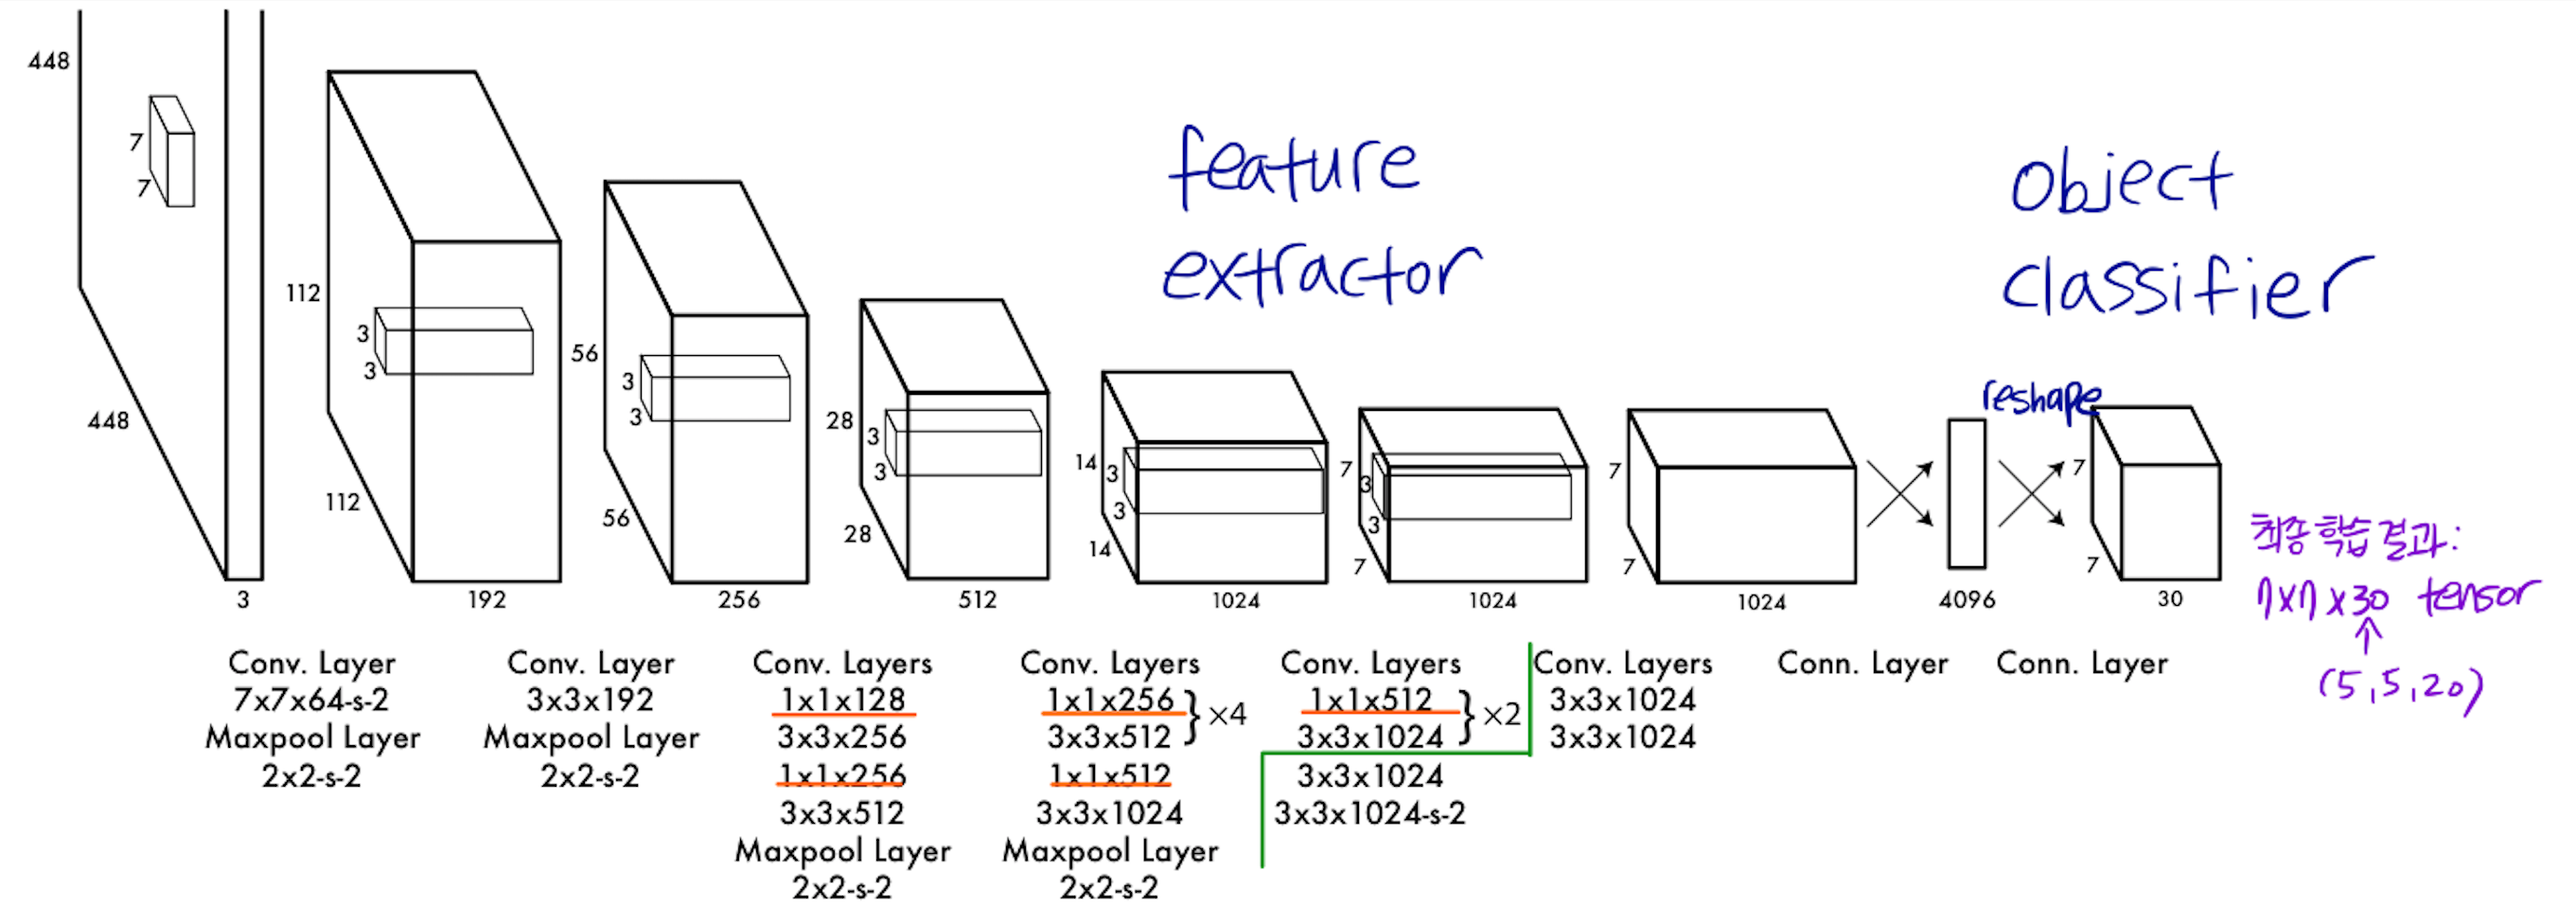 448
7
7
448
3
feature
extractor
object
classifier
reshape
112
3
3
112
192
56
3
3
56
256
28
3
3
28
512
14
3
3
14
1024
7
3
3
7
1024
7
7
1024
4096
7
7
30
최종 학습 결과:
7x7x30 tensor
↑
(5,5,20)
Conv. Layer
7x7x64-s-2
Maxpool Layer
2x2-s-2
Conv. Layer
3x3x192
Maxpool Layer
2x2-s-2
Conv. Layers
1x1x128
3x3x256
1x1x256
3x3x512
Maxpool Layer
2x2-s-2
Conv. Layers
1x1x256
3x3x512
} ×4
1x1x512
3x3x1024
Maxpool Layer
2x2-s-2
Conv. Layers
1x1x512
3x3x1024
} ×2
3x3x1024
3x3x1024-s-2
Conv. Layers
3x3x1024
3x3x1024
Conn. Layer
Conn. Layer